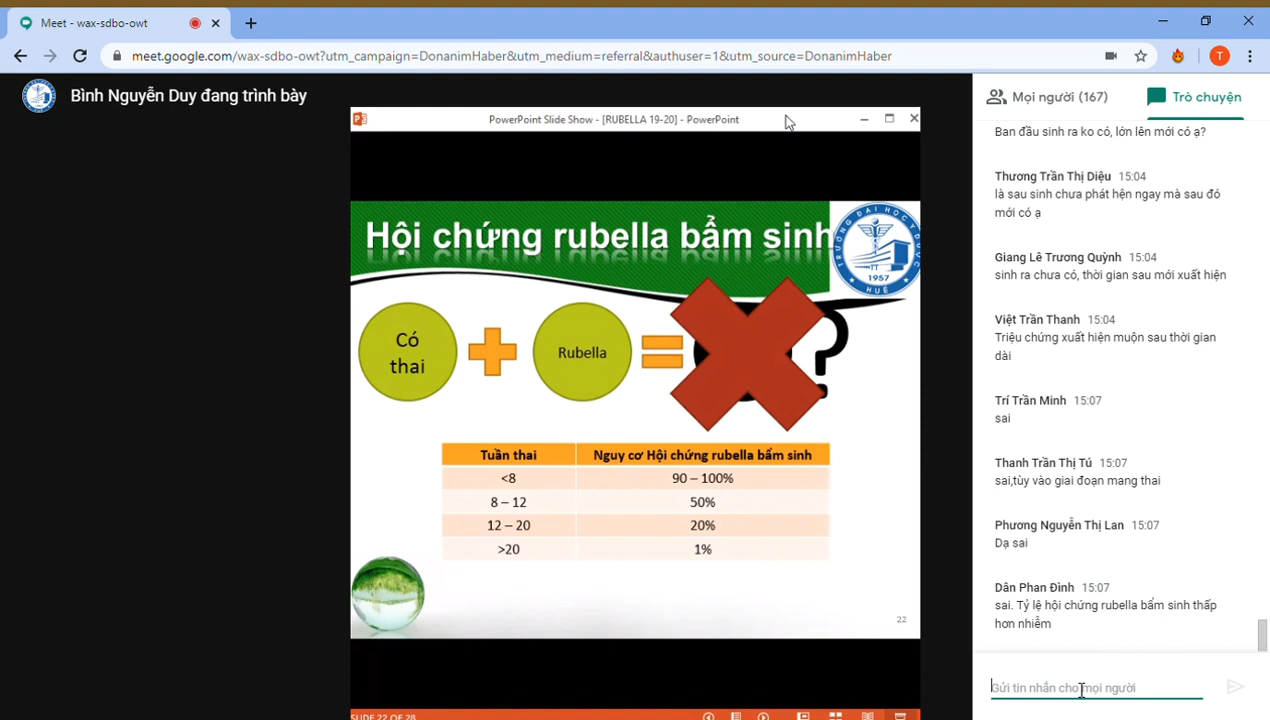 Meet - wax-sdbo-owt
meet.google.com/wax-sdbo-owt?utm_campaign=DonanimHaber&utm_medium=referral&authuser=1&utm_source=DonanimHaber
T
Bình Nguyễn Duy đang trình bày
PowerPoint Slide Show - [RUBELLA 19-20] - PowerPoint
Hội chứng rubella bẩm sinh
TRƯỜNG ĐẠI HỌC Y DƯỢC
1957
HUẾ
Có
thai
Rubella
?
Tuần thai Nguy cơ Hội chứng rubella bẩm sinh
<8 90 – 100%
8 – 12 50%
12 – 20 20%
>20 1%
22
SLIDE 22 OF 28
Mọi người (167)
Trò chuyện
Ban đầu sinh ra ko có, lớn lên mới có ạ?
Thương Trần Thị Diệu 15:04
là sau sinh chưa phát hện ngay mà sau đó
mới có ạ
Giang Lê Trương Quỳnh 15:04
sinh ra chưa có, thời gian sau mới xuất hiện
Việt Trần Thanh 15:04
Triệu chứng xuất hiện muộn sau thời gian
dài
Trí Trần Minh 15:07
sai
Thanh Trần Thị Tú 15:07
sai,tùy vào giai đoạn mang thai
Phương Nguyễn Thị Lan 15:07
Dạ sai
Dân Phan Đình 15:07
sai. Tỷ lệ hội chứng rubella bẩm sinh thấp
hơn nhiễm
Gửi tin nhắn cho mọi người